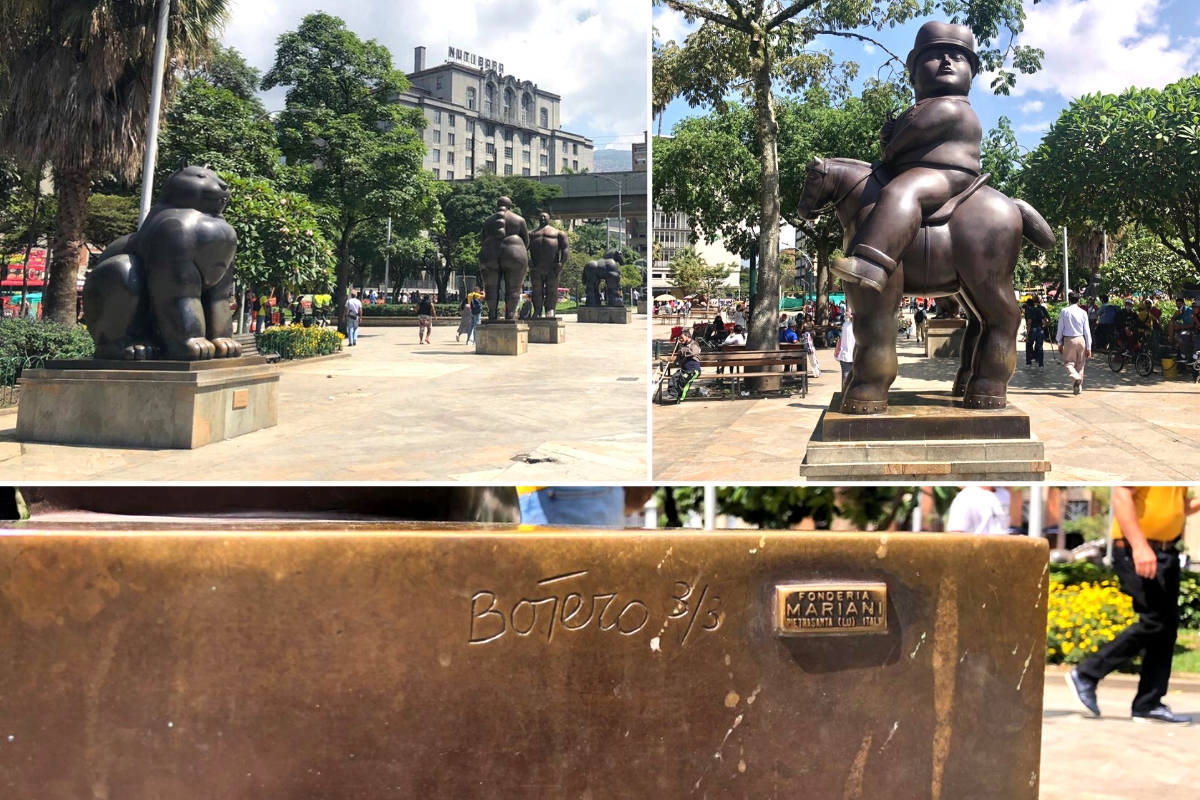 NUTIBARA
Botero 3/3
FONDERIA
MARIANI
PIETRASANTA (LU) ITALY